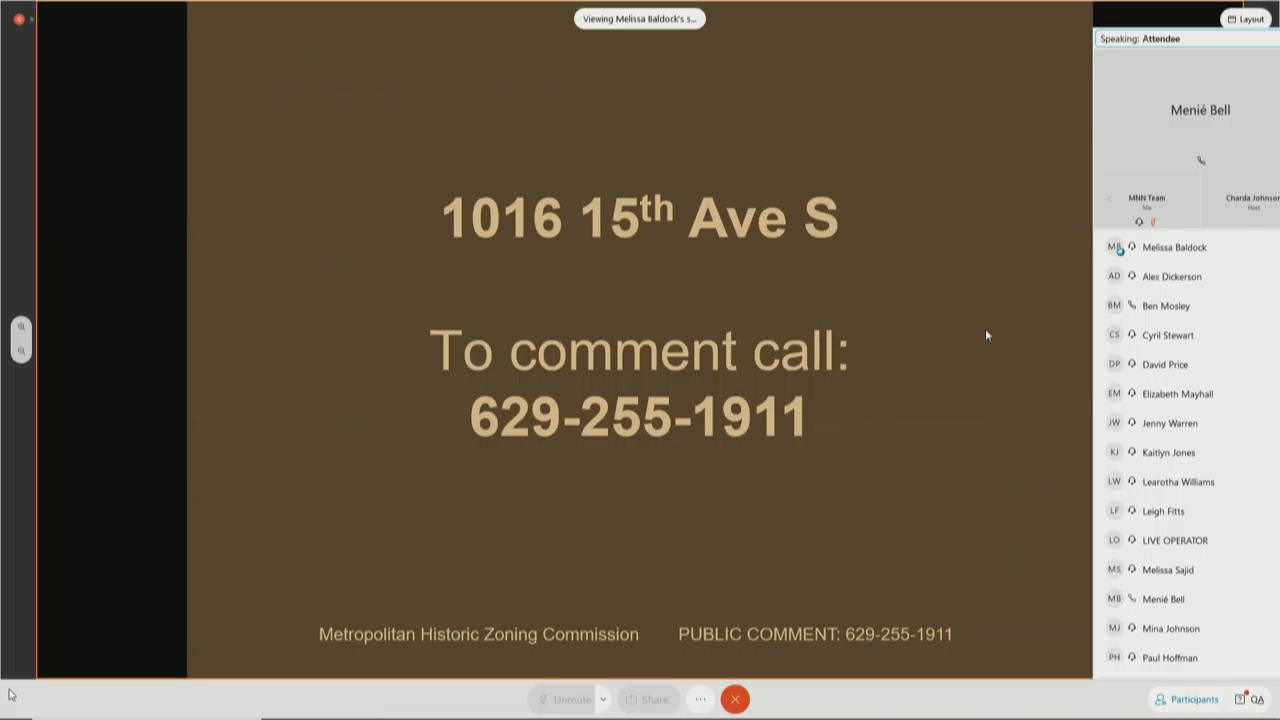 Viewing Melissa Baldock's s...
Layout
Speaking: Attendee
Menié Bell
MNN Team
Me
Charda Johnson
Host
1016 15th Ave S
To comment call:
629-255-1911
Metropolitan Historic Zoning Commission
PUBLIC COMMENT: 629-255-1911
MB Melissa Baldock
AD Alex Dickerson
BM Ben Mosley
CS Cyril Stewart
DP David Price
EM Elizabeth Mayhall
JW Jenny Warren
KJ Kaitlyn Jones
LW Learotha Williams
LF Leigh Fitts
LO LIVE OPERATOR
MS Melissa Sajid
MB Menié Bell
MJ Mina Johnson
PH Paul Hoffman
Unmute
Share
Participants
QA